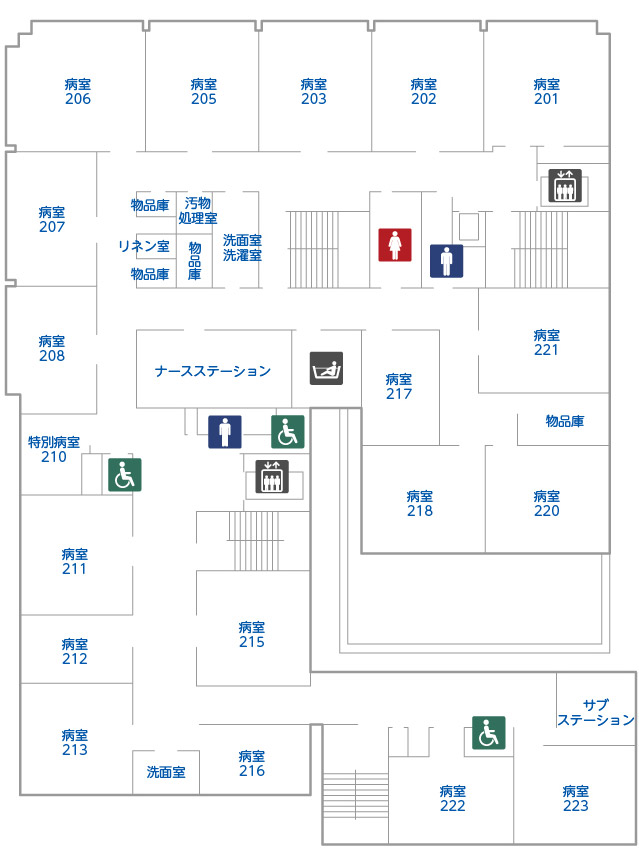 病室
206
病室
205
病室
203
病室
202
病室
201
病室
207
物品庫
汚物
処理室
リネン室
物品庫
物品庫
洗面室
洗濯室
病室
208
ナースステーション
病室
217
病室
221
物品庫
特別病室
210
病室
218
病室
220
病室
211
病室
212
病室
215
病室
213
洗面室
病室
216
サブ
ステーション
病室
222
病室
223